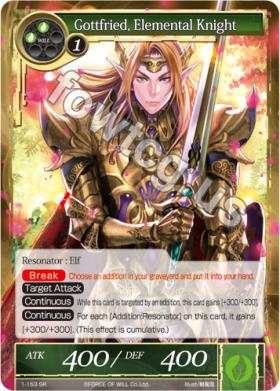 Gottfried, Elemental Knight
WILL
1
fowtcg.us
Resonator : Elf
Break Choose an addition in your graveyard and put it into your hand.
Target Attack
Continuous While this card is targeted by an addition, this card gains [+300/+300].
Continuous For each [Addition:Resonator] on this card, it gains
[+300/+300]. (This effect is cumulative.)
1-153 SR
©FORCE OF WILL Co.,Ltd.
Illust/
ATK 400/ DEF 400